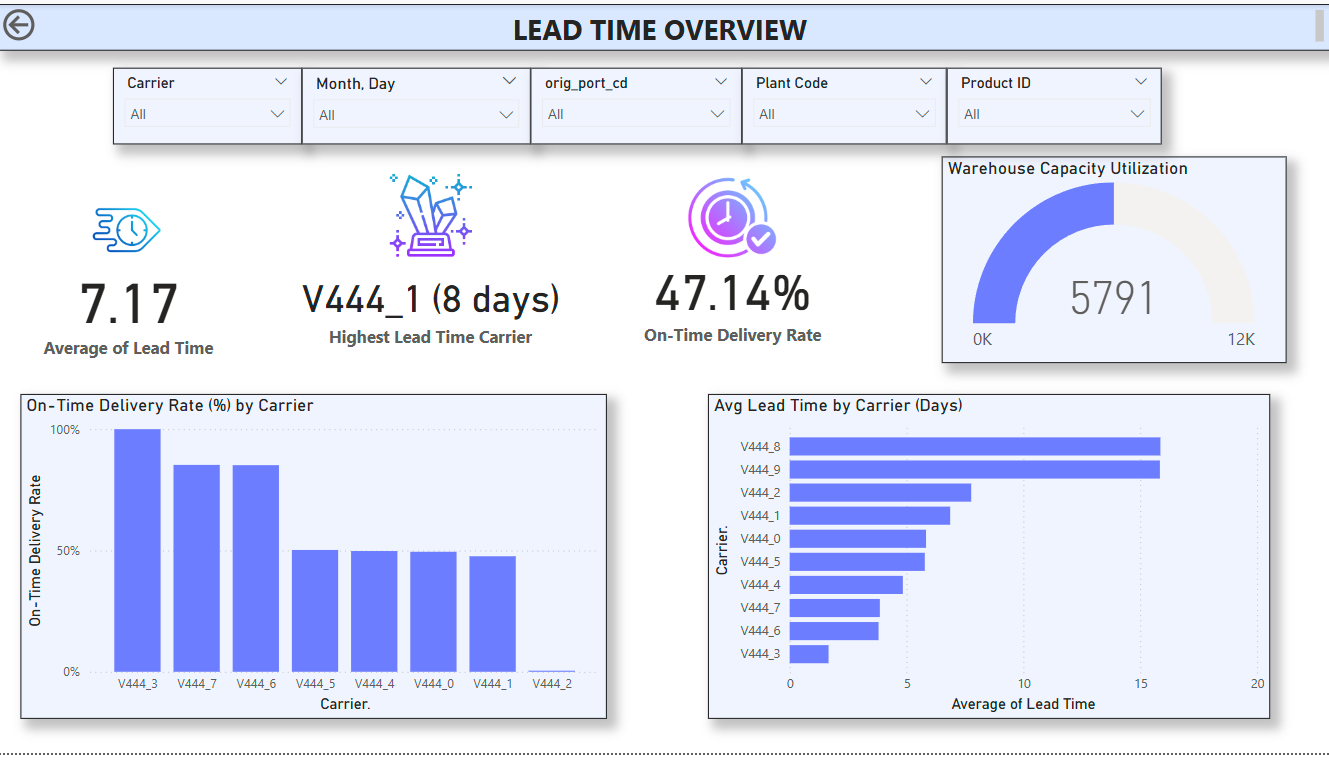 LEAD TIME OVERVIEW
Carrier
All
Month, Day
All
orig_port_cd
All
Plant Code
All
Product ID
All
7.17
Average of Lead Time
V444_1 (8 days)
Highest Lead Time Carrier
47.14%
On-Time Delivery Rate
Warehouse Capacity Utilization
5791
0K
12K
On-Time Delivery Rate (%) by Carrier
On-Time Delivery Rate
100%
50%
0%
V444_3
V444_7
V444_6
V444_5
V444_4
V444_0
V444_1
V444_2
Carrier.
Avg Lead Time by Carrier (Days)
Carrier.
V444_8
V444_9
V444_2
V444_1
V444_0
V444_5
V444_4
V444_7
V444_6
V444_3
0
5
10
15
20
Average of Lead Time